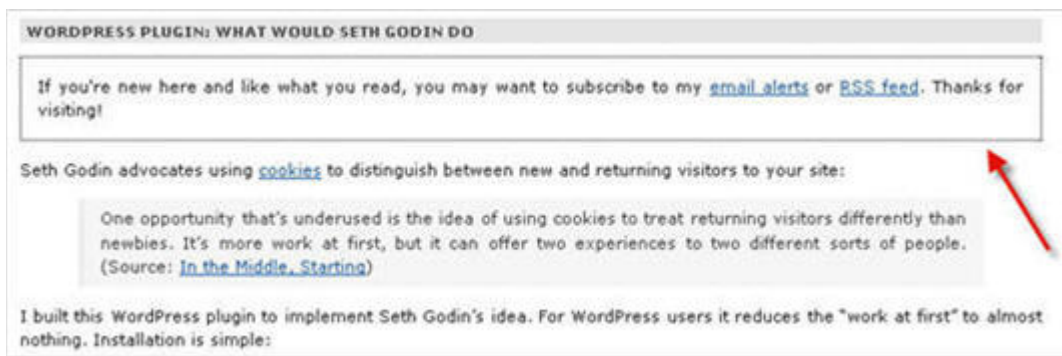 WORDPRESS PLUGIN: WHAT WOULD SETH GODIN DO
If you're new here and like what you read, you may want to subscribe to my email alerts or RSS feed. Thanks for
visiting!
Seth Godin advocates using cookies to distinguish between new and returning visitors to your site:
One opportunity that's underused is the idea of using cookies to treat returning visitors differently than
newbies. It's more work at first, but it can offer two experiences to two different sorts of people.
(Source: In the Middle, Starting)
I built this WordPress plugin to implement Seth Godin's idea. For WordPress users it reduces the "work at first" to almost
nothing. Installation is simple: